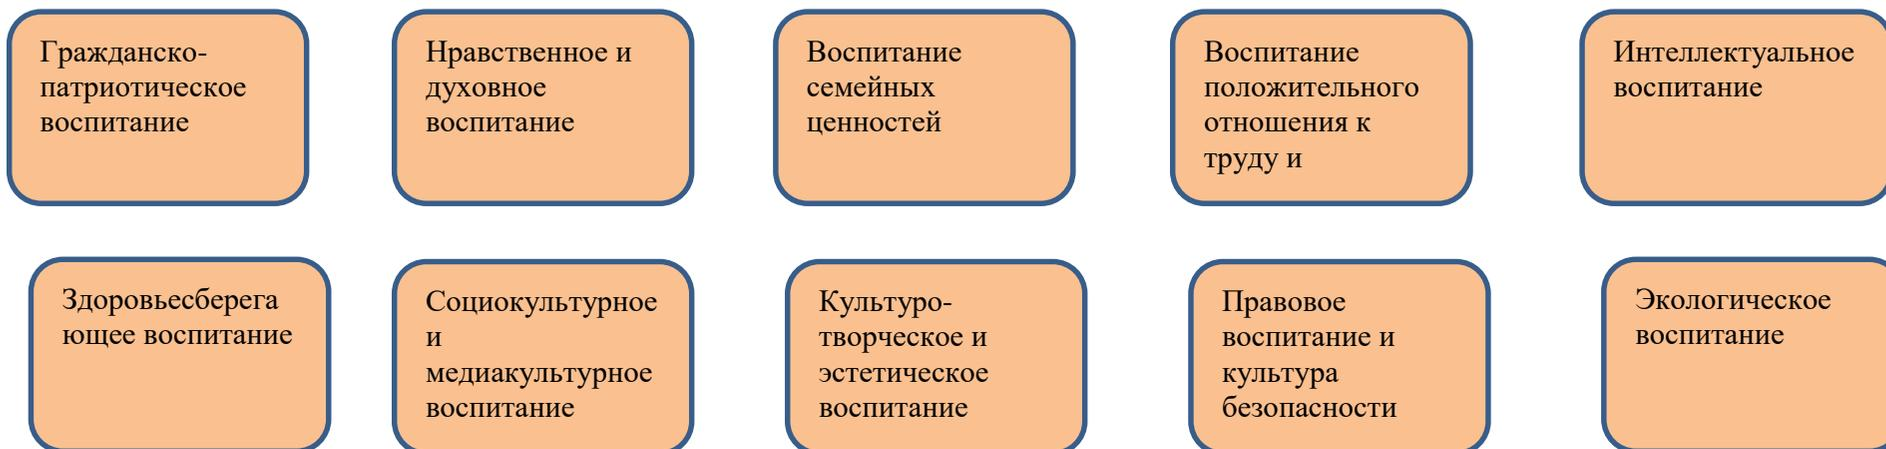 Гражданско-
патриотическое
воспитание
Нравственное и
духовное
воспитание
Воспитание
семейных
ценностей
Воспитание
положительного
отношения к
труду и
Интеллектуальное
воспитание
Здоровьесберега
ющее воспитание
Социокультурное
и
медиакультурное
воспитание
Культуро-
творческое и
эстетическое
воспитание
Правовое
воспитание и
культура
безопасности
Экологическое
воспитание